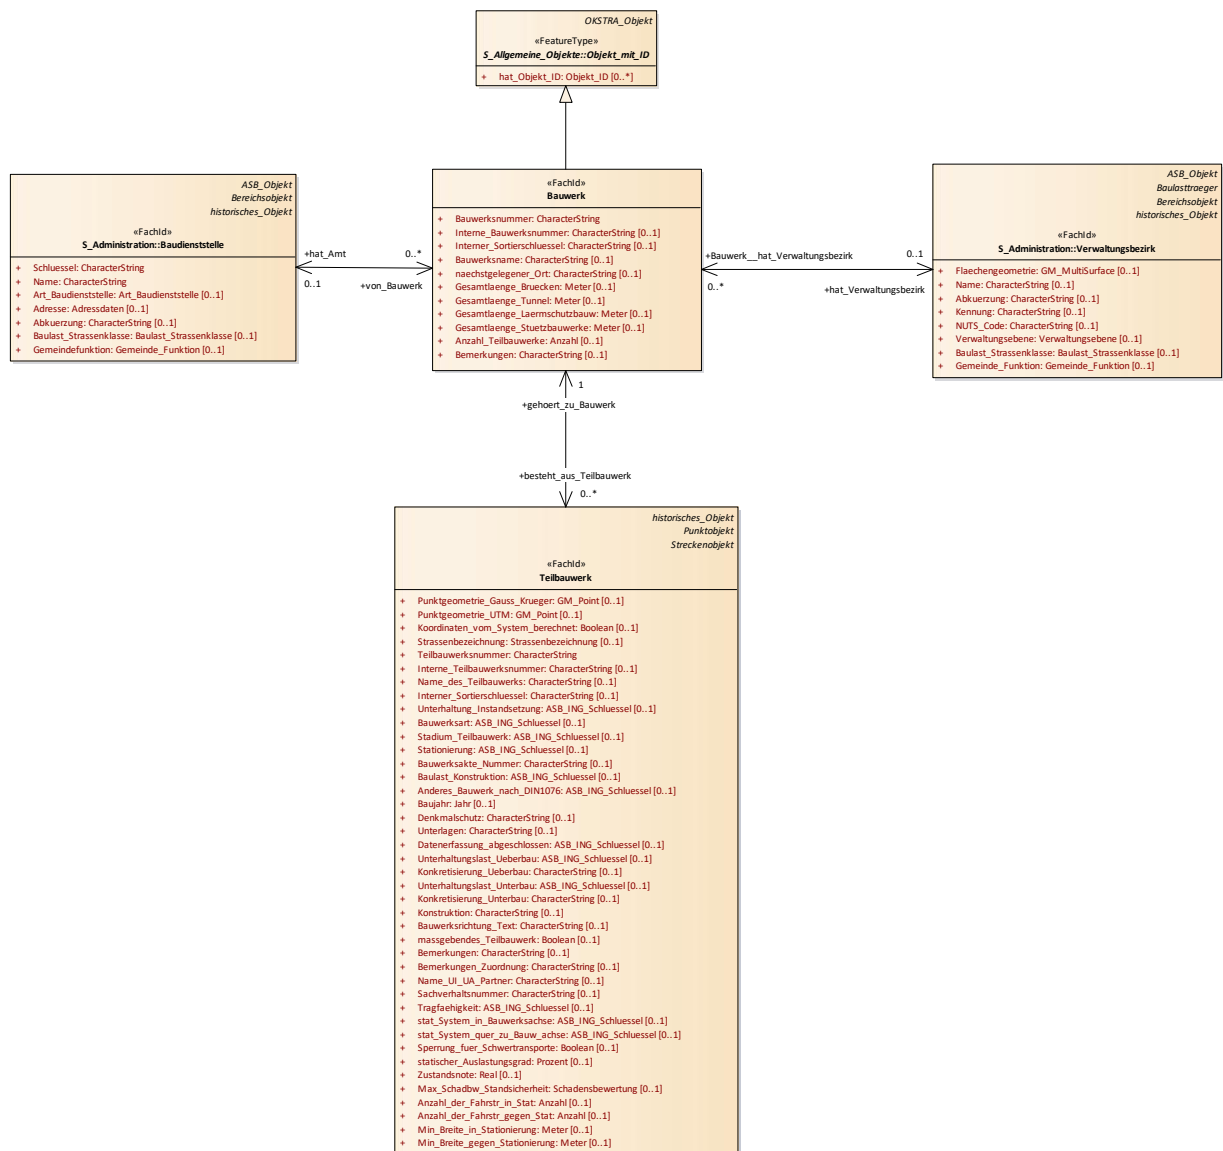 OKSTRA_Objekt
«FeatureType»
S_Allgemeine_Objekte::Objekt_mit_ID
+ hat_Objekt_ID: Objekt_ID [0..*]
ASB_Objekt
Bereichsobjekt
historisches_Objekt
«FachId»
S_Administration::Baudienststelle
+ Schluessel: CharacterString
+ Name: CharacterString
+ Art_Baudienststelle: Art_Baudienststelle [0..1]
+ Adresse: Adressdaten [0..1]
+ Abkuerzung: CharacterString [0..1]
+ Baulast_Strassenklasse: Baulast_Strassenklasse [0..1]
+ Gemeindefunktion: Gemeinde_Funktion [0..1]
+hat_Amt
0..1
0..*
+von_Bauwerk
«FachId»
Bauwerk
+ Bauwerksnummer: CharacterString
+ Interne_Bauwerksnummer: CharacterString [0..1]
+ Interner_Sortierschluessel: CharacterString [0..1]
+ Bauwerksname: CharacterString [0..1]
+ naechstgelegener_Ort: CharacterString [0..1]
+ Gesamtlaenge_Bruecken: Meter [0..1]
+ Gesamtlaenge_Tunnel: Meter [0..1]
+ Gesamtlaenge_Laermschutzbauw: Meter [0..1]
+ Gesamtlaenge_Stuetzbauwerke: Meter [0..1]
+ Anzahl_Teilbauwerke: Anzahl [0..1]
+ Bemerkungen: CharacterString [0..1]
+Bauwerk__hat_Verwaltungsbezirk
0..*
0..1
+hat_Verwaltungsbezirk
ASB_Objekt
Baulasttraeger
Bereichsobjekt
historisches_Objekt
«FachId»
S_Administration::Verwaltungsbezirk
+ Flaechengeometrie: GM_MultiSurface [0..1]
+ Name: CharacterString [0..1]
+ Abkuerzung: CharacterString [0..1]
+ Kennung: CharacterString [0..1]
+ NUTS_Code: CharacterString [0..1]
+ Verwaltungsebene: Verwaltungsebene [0..1]
+ Baulast_Strassenklasse: Baulast_Strassenklasse [0..1]
+ Gemeinde_Funktion: Gemeinde_Funktion [0..1]
1
+gehoert_zu_Bauwerk
+besteht_aus_Teilbauwerk
0..*
historisches_Objekt
Punktobjekt
Streckenobjekt
«FachId»
Teilbauwerk
+ Punktgeometrie_Gauss_Krueger: GM_Point [0..1]
+ Punktgeometrie_UTM: GM_Point [0..1]
+ Koordinaten_vom_System_berechnet: Boolean [0..1]
+ Strassenbezeichnung: Strassenbezeichnung [0..1]
+ Teilbauwerksnummer: CharacterString
+ Interne_Teilbauwerksnummer: CharacterString [0..1]
+ Name_des_Teilbauwerks: CharacterString [0..1]
+ Interner_Sortierschluessel: CharacterString [0..1]
+ Unterhaltung_Instandsetzung: ASB_ING_Schluessel [0..1]
+ Bauwerksart: ASB_ING_Schluessel [0..1]
+ Stadium_Teilbauwerk: ASB_ING_Schluessel [0..1]
+ Stationierung: ASB_ING_Schluessel [0..1]
+ Bauwerksakte_Nummer: CharacterString [0..1]
+ Baulast_Konstruktion: ASB_ING_Schluessel [0..1]
+ Anderes_Bauwerk_nach_DIN1076: ASB_ING_Schluessel [0..1]
+ Baujahr: Jahr [0..1]
+ Denkmalschutz: CharacterString [0..1]
+ Unterlagen: CharacterString [0..1]
+ Datenerfassung_abgeschlossen: ASB_ING_Schluessel [0..1]
+ Unterhaltungslast_Ueberbau: ASB_ING_Schluessel [0..1]
+ Konkretisierung_Ueberbau: CharacterString [0..1]
+ Unterhaltungslast_Unterbau: ASB_ING_Schluessel [0..1]
+ Konkretisierung_Unterbau: CharacterString [0..1]
+ Konstruktion: CharacterString [0..1]
+ Bauwerksrichtung_Text: CharacterString [0..1]
+ massgebendes_Teilbauwerk: Boolean [0..1]
+ Bemerkungen: CharacterString [0..1]
+ Bemerkungen_Zuordnung: CharacterString [0..1]
+ Name_UI_UA_Partner: CharacterString [0..1]
+ Sachverhaltsnummer: CharacterString [0..1]
+ Tragfaehigkeit: ASB_ING_Schluessel [0..1]
+ stat_System_in_Bauwerksachse: ASB_ING_Schluessel [0..1]
+ stat_System_quer_zu_Bauw_achse: ASB_ING_Schluessel [0..1]
+ Sperrung_fuer_Schwertransporte: Boolean [0..1]
+ statischer_Auslastungsgrad: Prozent [0..1]
+ Zustandsnote: Real [0..1]
+ Max_Schadbw_Standsicherheit: Schadensbewertung [0..1]
+ Anzahl_der_Fahrstr_in_Stat: Anzahl [0..1]
+ Anzahl_der_Fahrstr_gegen_Stat: Anzahl [0..1]
+ Min_Breite_in_Stationierung: Meter [0..1]
+ Min_Breite_gegen_Stationierung: Meter [0..1]